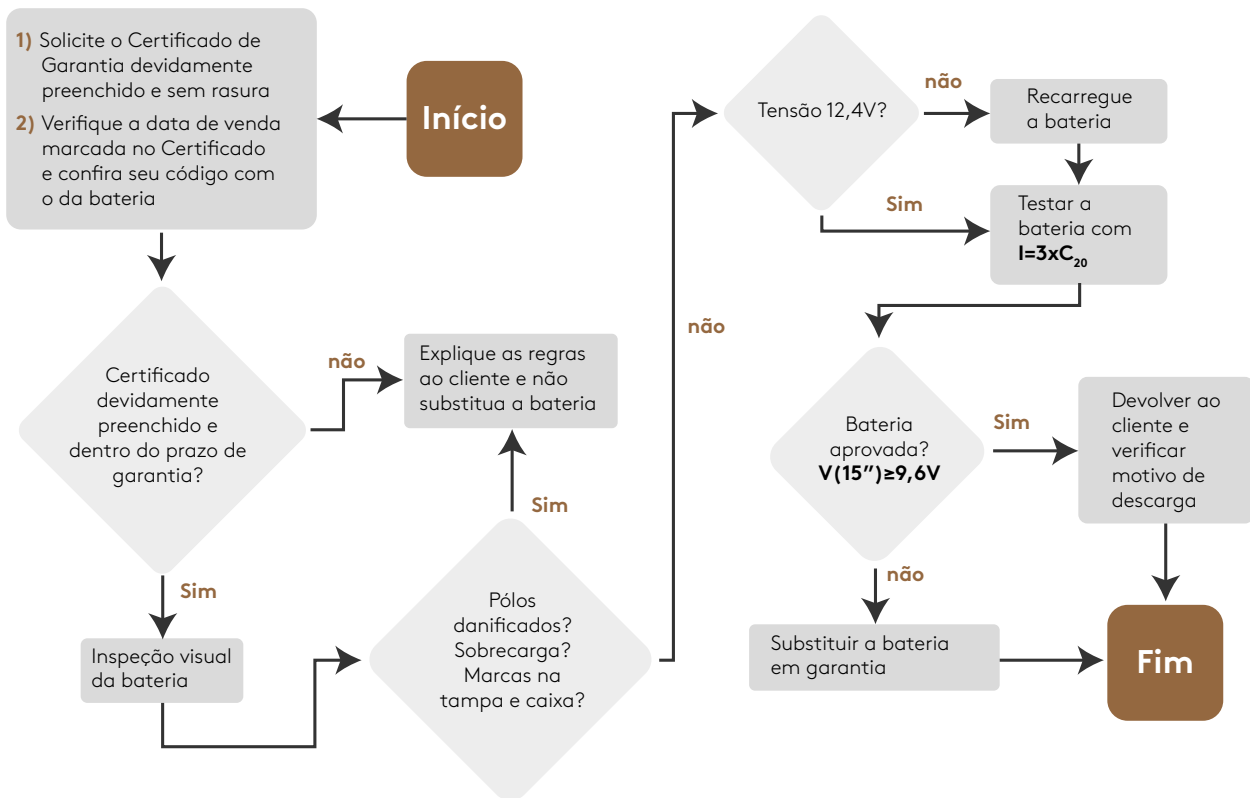 Início
1) Solicite o Certificado de
Garantia devidamente
preenchido e sem rasura
2) Verifique a data de venda
marcada no Certificado
e confira seu código com
o da bateria
Certificado
devidamente
preenchido e
dentro do prazo de
garantia?
não
Explique as regras
ao cliente e não
substitua a bateria
Sim
Inspeção visual
da bateria
Pólos
danificados?
Sobrecarga?
Marcas na
tampa e caixa?
Sim
não
Tensão 12,4V?
não
Recarregue
a bateria
Sim
Testar a
bateria com
I=3xC₂₀
Bateria
aprovada?
V(15”)≥9,6V
Sim
Devolver ao
cliente e
verificar
motivo de
descarga
não
Substituir a bateria
em garantia
Fim